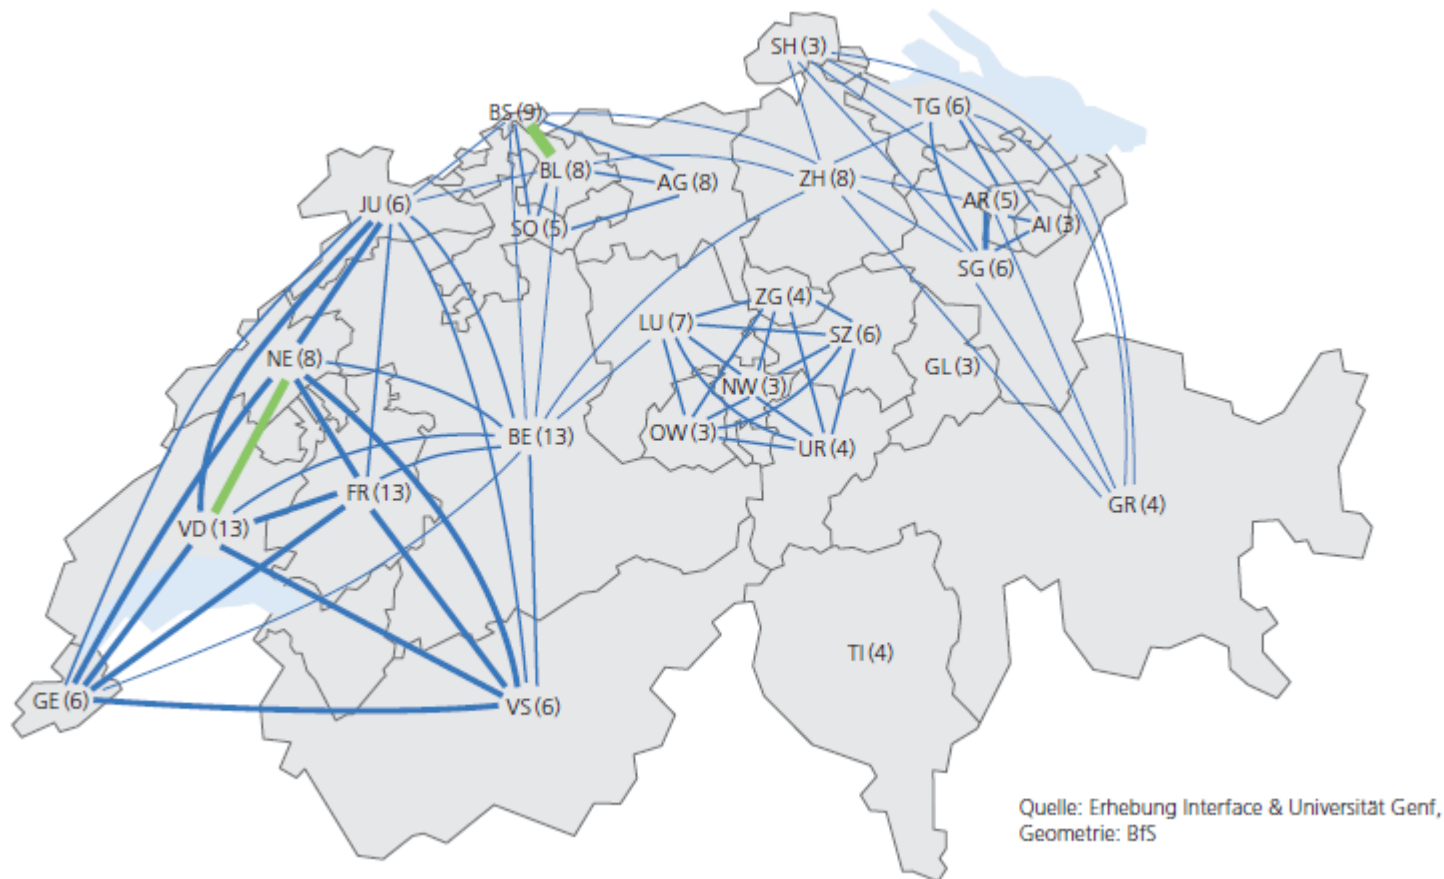 SH (3)
TG (6)
BS (9)
BL (8)
AG (8)
ZH (8)
JU (6)
SO (5)
AR (5)
AI (3)
SG (6)
ZG (4)
LU (7)
SZ (6)
NE (8)
GL (3)
NW (3)
BE (13)
OW (3)
UR (4)
FR (13)
GR (4)
VD (13)
TI (4)
GE (6)
VS (6)
Quelle: Erhebung Interface & Universität Genf,
Geometrie: BfS